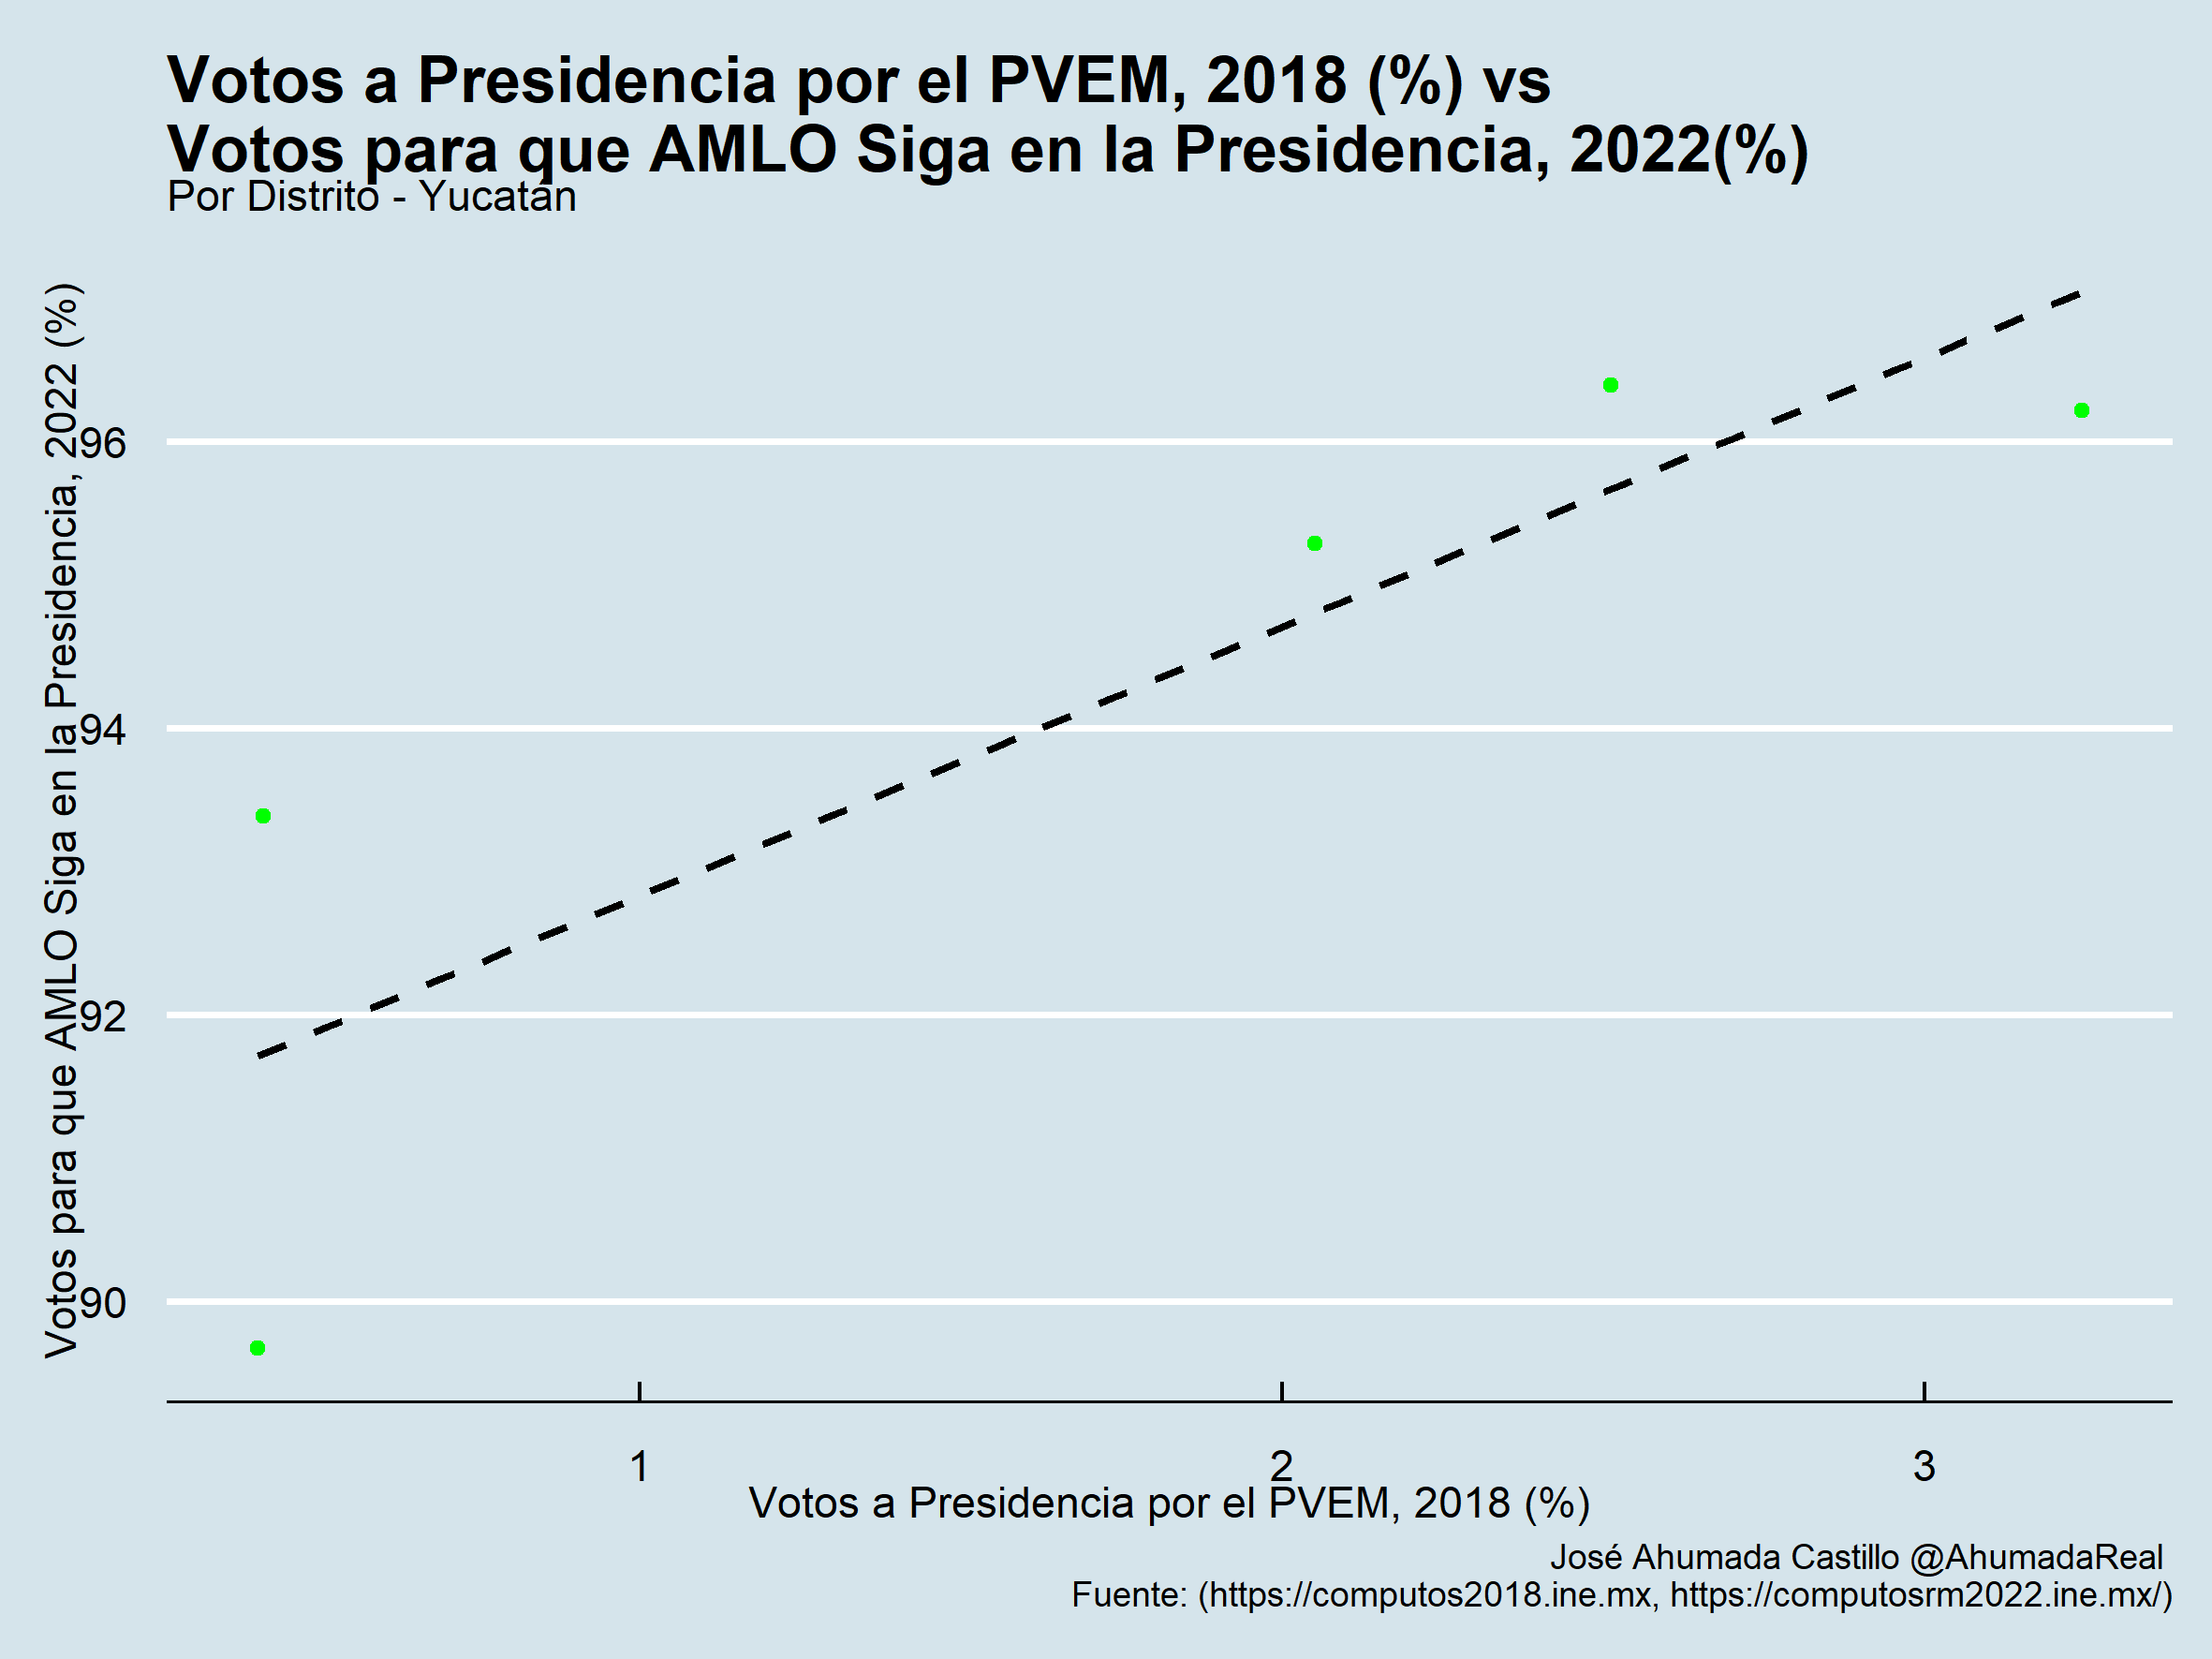 Votos a Presidencia por el PVEM, 2018 (%) vs
Votos para que AMLO Siga en la Presidencia, 2022(%)
Por Distrito - Yucatán
Votos para que AMLO Siga en la Presidencia, 2022 (%)
96
94
92
90
1
2
3
Votos a Presidencia por el PVEM, 2018 (%)
José Ahumada Castillo @AhumadaReal
Fuente: (https://computos2018.ine.mx, https://computosrm2022.ine.mx/)